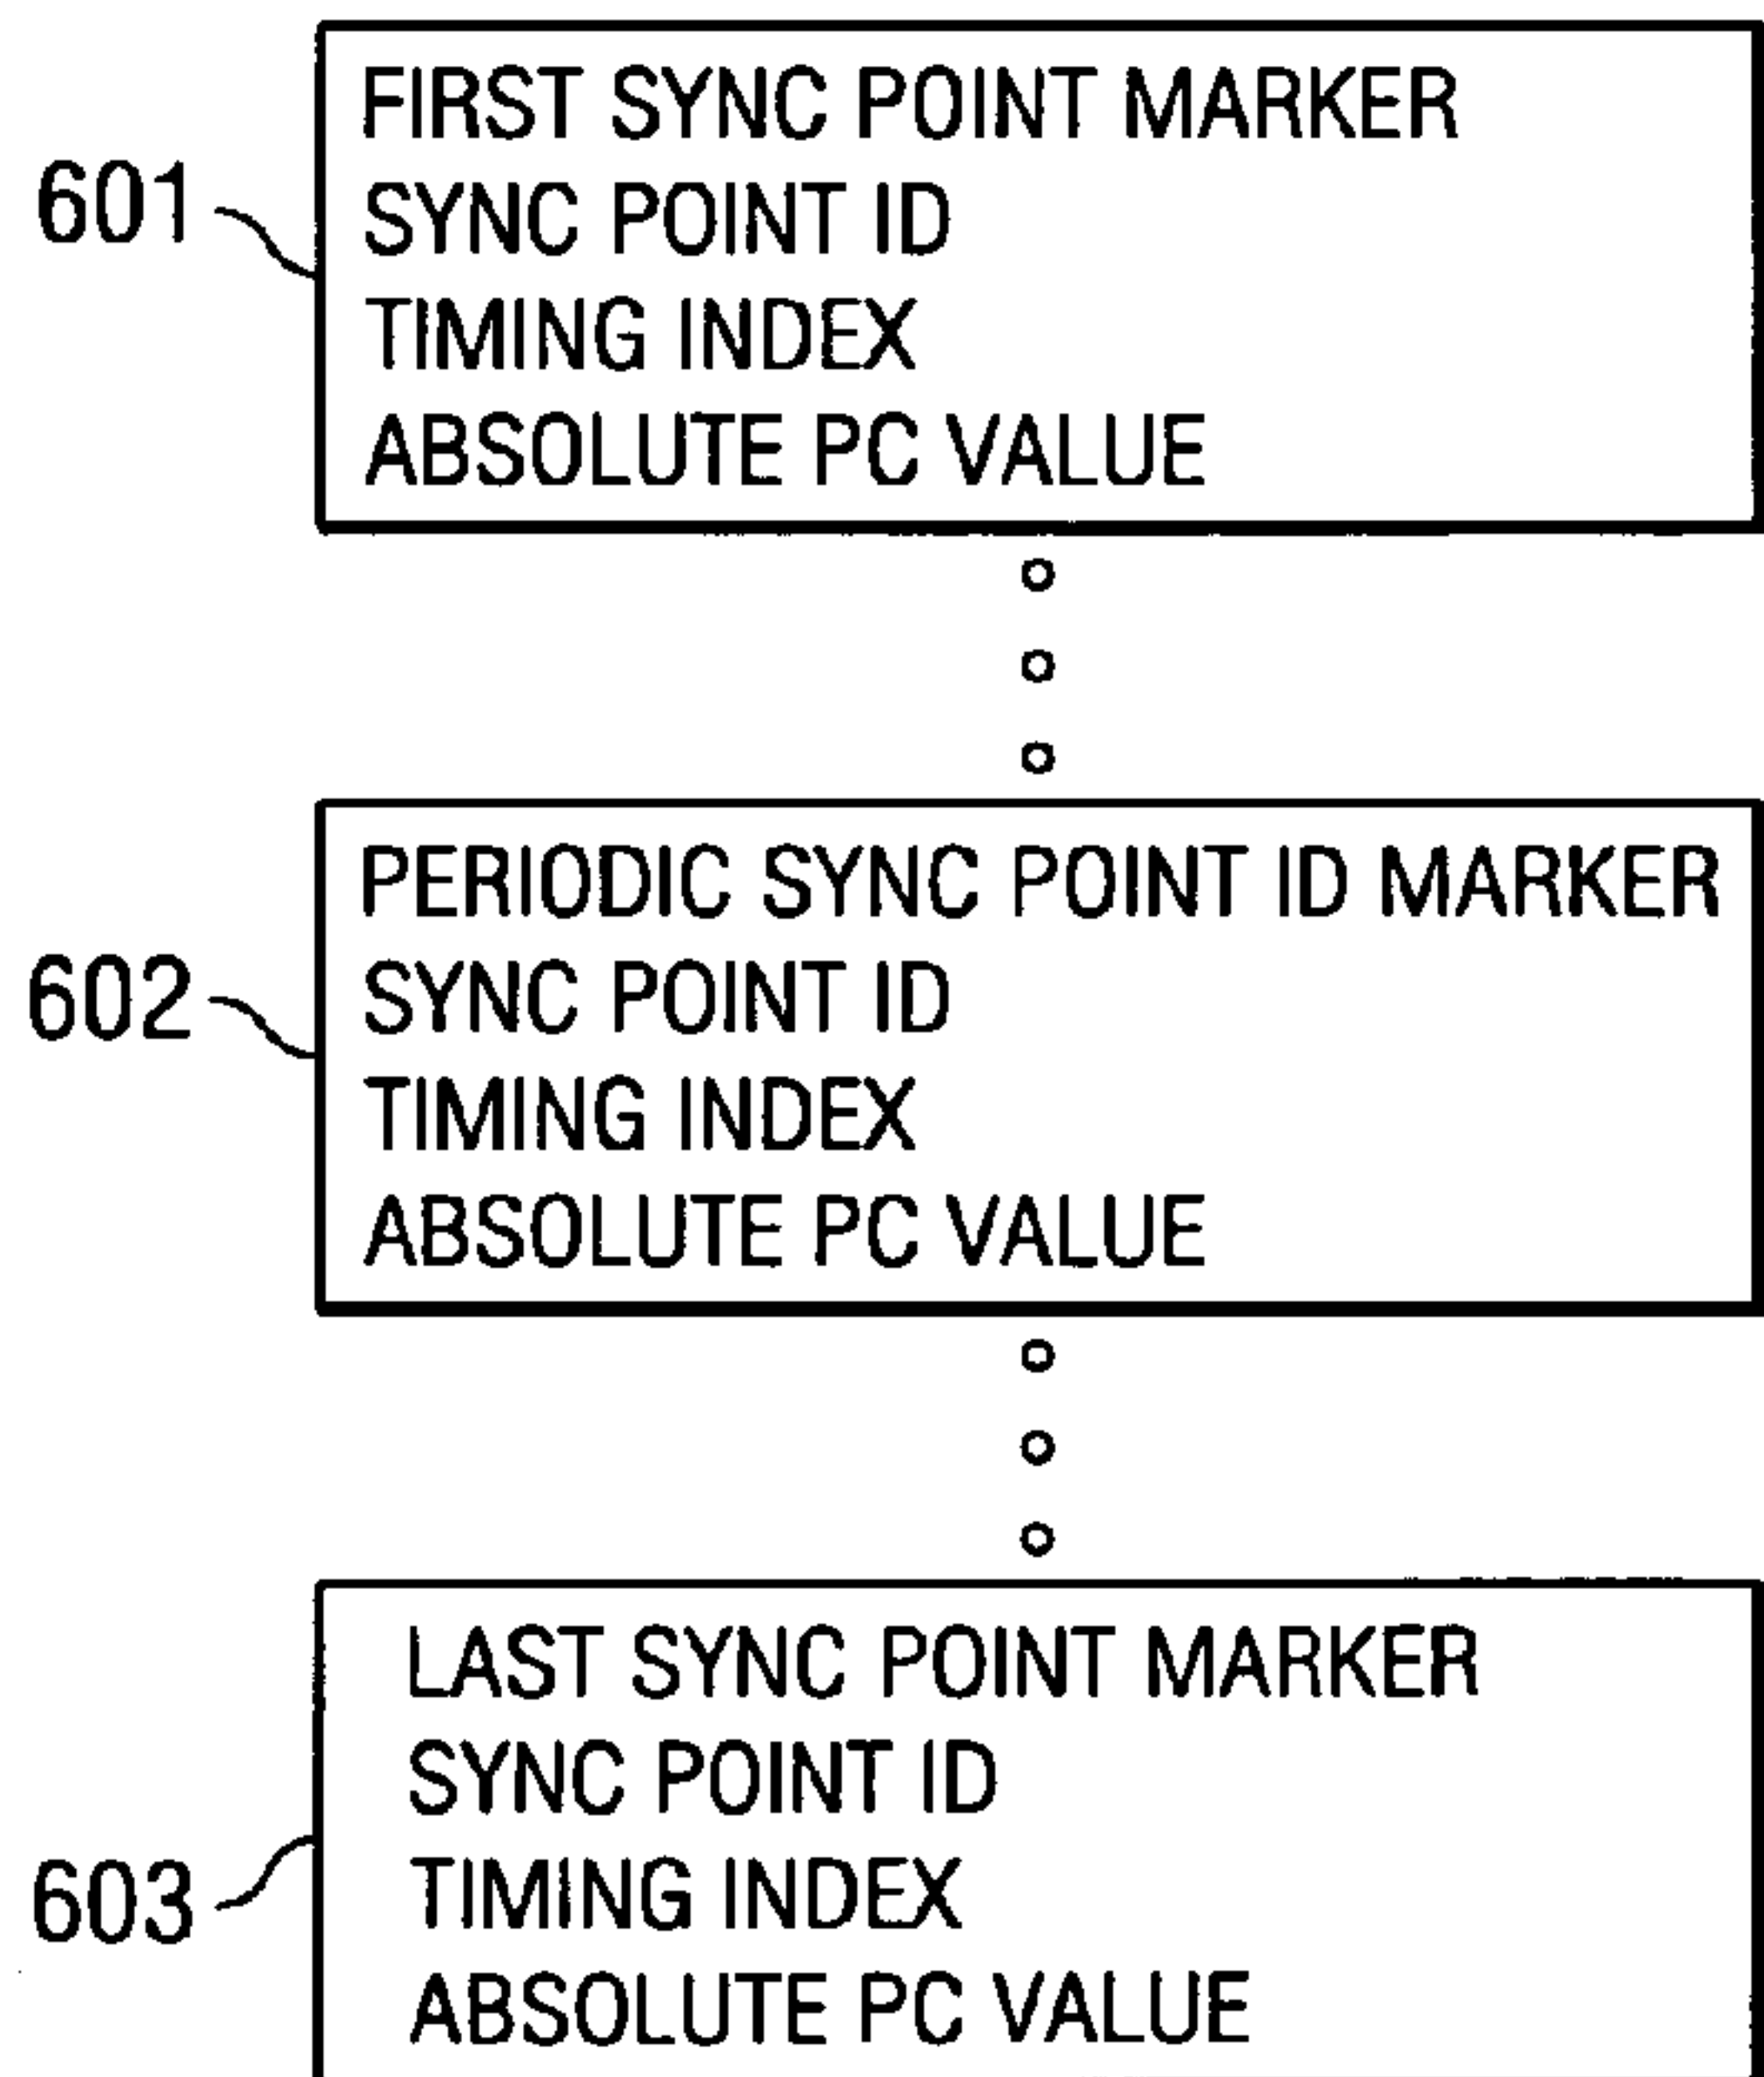 FIRST SYNC POINT MARKER
601
SYNC POINT ID
TIMING INDEX
ABSOLUTE PC VALUE
PERIODIC SYNC POINT ID MARKER
602
SYNC POINT ID
TIMING INDEX
ABSOLUTE PC VALUE
LAST SYNC POINT MARKER
SYNC POINT ID
603
TIMING INDEX
ABSOLUTE PC VALUE